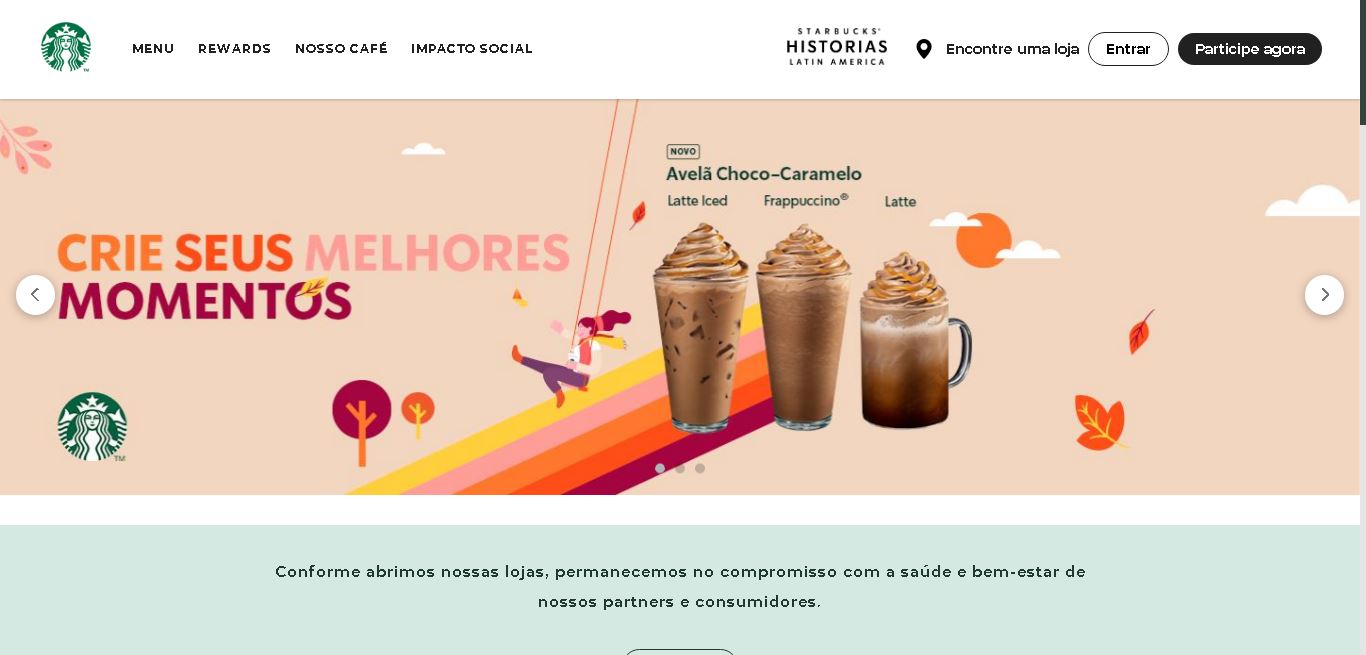 MENU REWARDS NOSSO CAFÉ IMPACTO SOCIAL
STARBUCKS®
HISTORIAS
LATIN AMERICA
Encontre uma loja
Entrar
Participe agora
NOVO
Avelã Choco-Caramelo
Latte Iced Frappuccino® Latte
CRIE SEUS MELHORES
MOMENTOS
TM
Conforme abrimos nossas lojas, permanecemos no compromisso com a saúde e bem-estar de
nossos partners e consumidores.